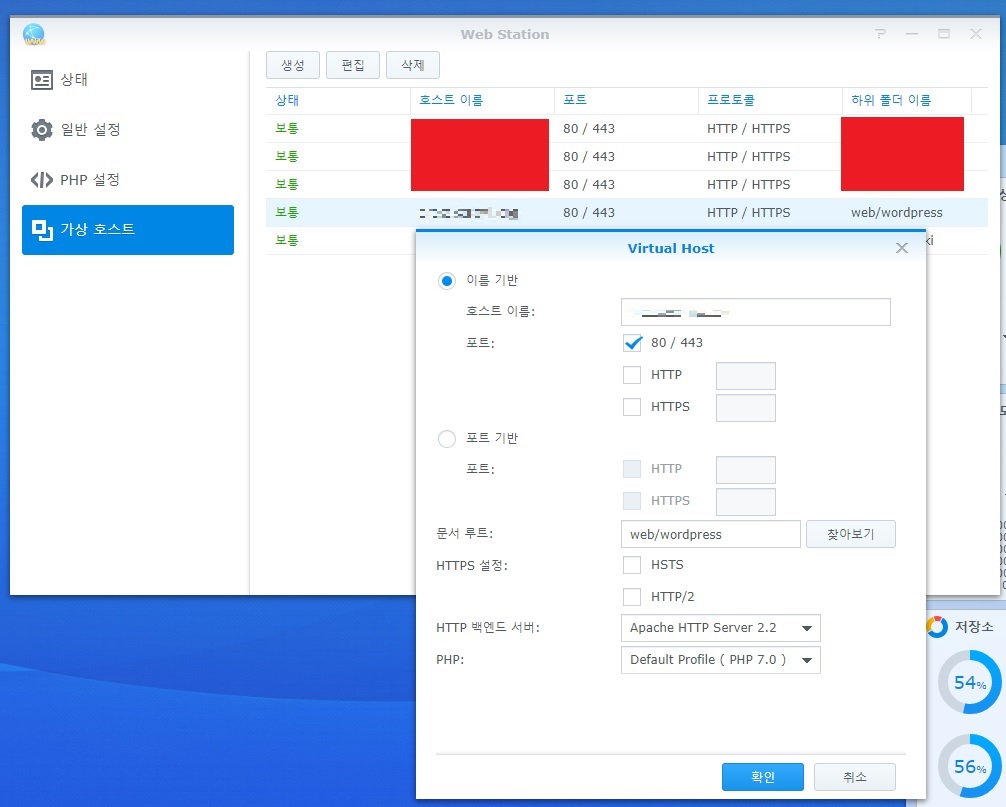 Web Station
상태
일반 설정
PHP 설정
가상 호스트
생성 편집 삭제
상태 호스트 이름 포트 프로토콜 하위 폴더 이름
보통 80 / 443 HTTP / HTTPS
보통 80 / 443 HTTP / HTTPS
보통 80 / 443 HTTP / HTTPS
보통 80 / 443 HTTP / HTTPS web/wordpress
보통
Virtual Host
이름 기반
호스트 이름:
포트: 80 / 443
HTTP
HTTPS
포트 기반
포트: HTTP
HTTPS
문서 루트: web/wordpress 찾아보기
HTTPS 설정: HSTS
HTTP/2
HTTP 백엔드 서버: Apache HTTP Server 2.2
PHP: Default Profile ( PHP 7.0 )
확인 취소
저장소
54%
56%